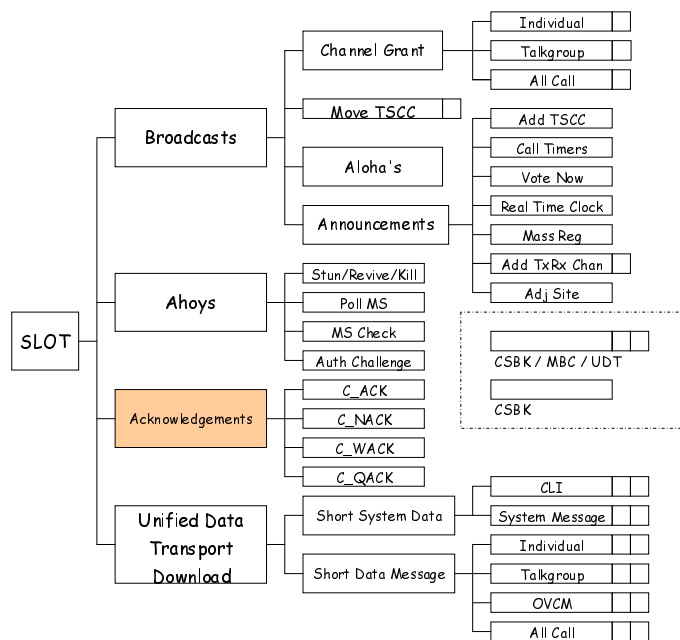 SLOT
Broadcasts
Channel Grant
Individual
Talkgroup
All Call
Move TSCC
Aloha's
Announcements
Add TSCC
Call Timers
Vote Now
Real Time Clock
Mass Reg
Add TxRx Chan
Adj Site
Ahoys
Stun/Revive/Kill
Poll MS
MS Check
Auth Challenge
Acknowledgements
C_ACK
C_NACK
C_WACK
C_QACK
Unified Data
Transport
Download
Short System Data
CLI
System Message
Short Data Message
Individual
Talkgroup
OVCM
All Call
CSBK / MBC / UDT
CSBK